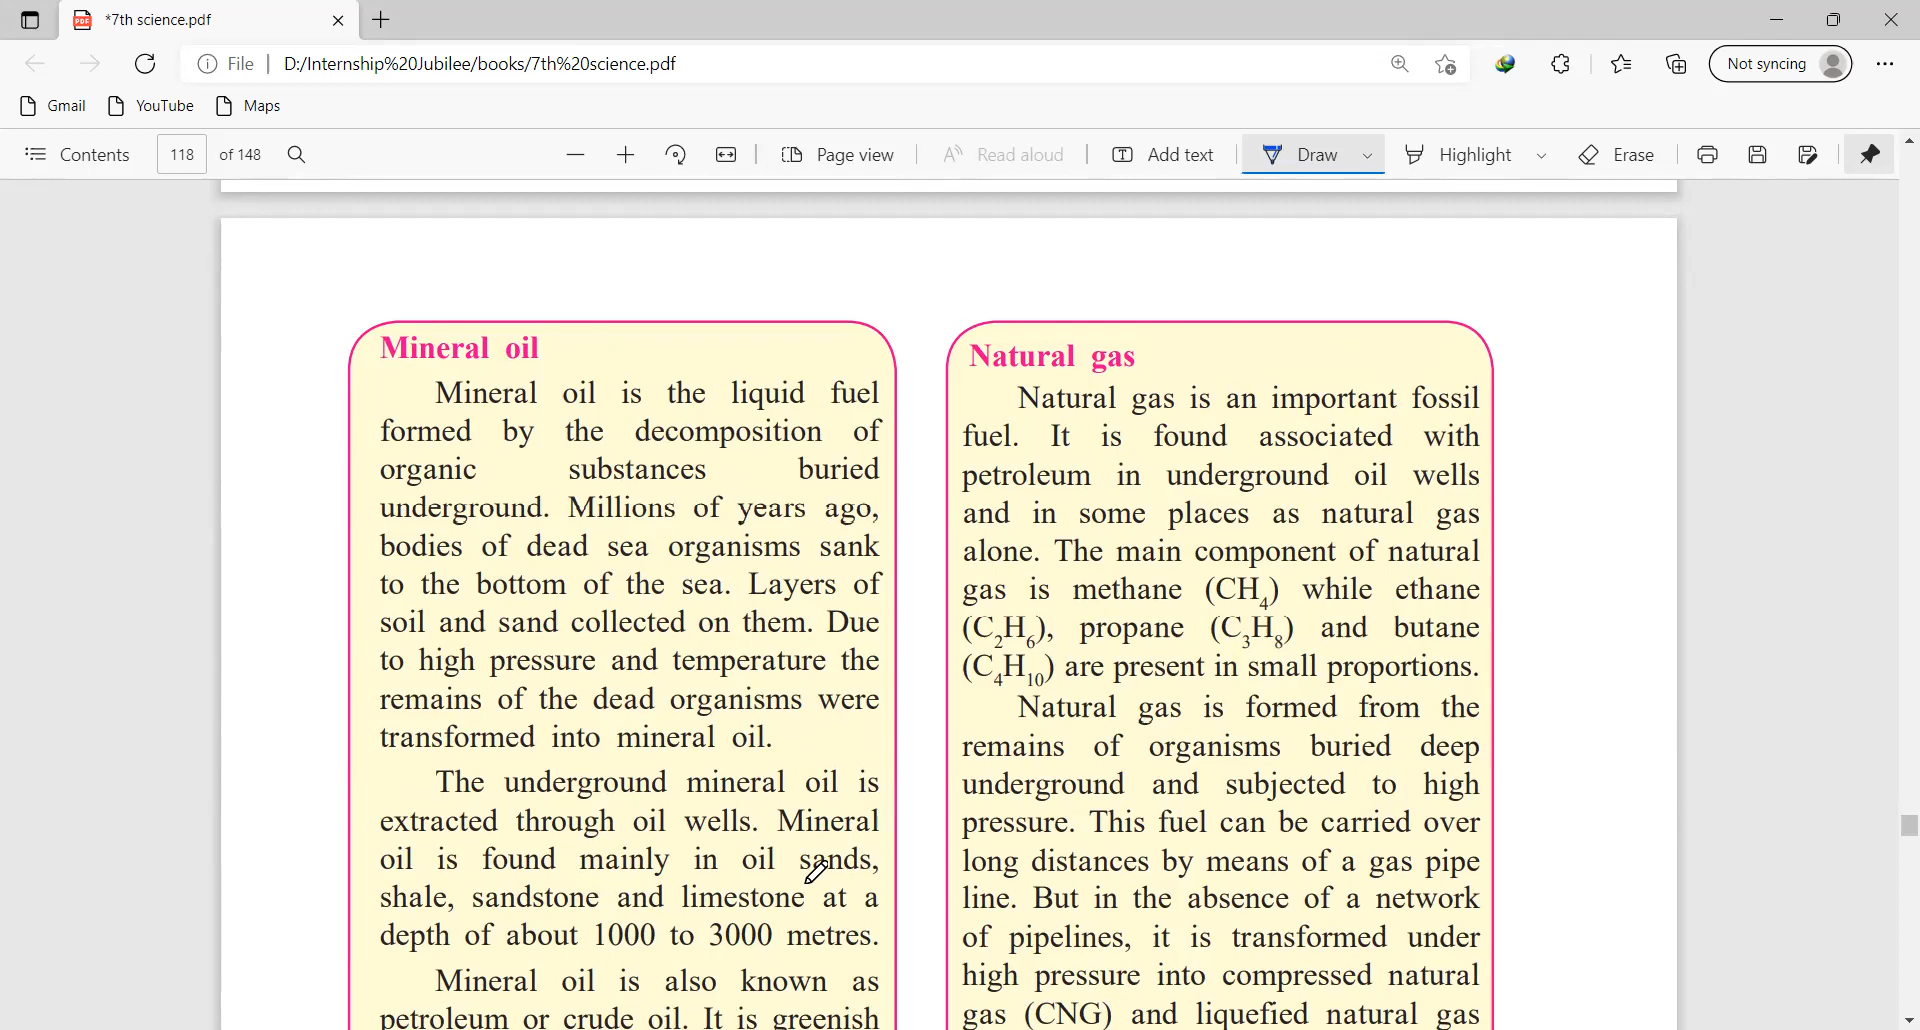 *7th science.pdf
File | D:/Internship%20Jubilee/books/7th%20science.pdf
Not syncing
Gmail YouTube Maps
Contents 118 of 148 Page view Read aloud Add text Draw Highlight Erase
Mineral oil
Mineral oil is the liquid fuel
formed by the decomposition of
organic substances buried
underground. Millions of years ago,
bodies of dead sea organisms sank
to the bottom of the sea. Layers of
soil and sand collected on them. Due
to high pressure and temperature the
remains of the dead organisms were
transformed into mineral oil.
The underground mineral oil is
extracted through oil wells. Mineral
oil is found mainly in oil sands,
shale, sandstone and limestone at a
depth of about 1000 to 3000 metres.
Mineral oil is also known as
petroleum or crude oil. It is greenish
Natural gas
Natural gas is an important fossil
fuel. It is found associated with
petroleum in underground oil wells
and in some places as natural gas
alone. The main component of natural
gas is methane (CH₄) while ethane
(C₂H₆), propane (C₃H₈) and butane
(C₄H₁₀) are present in small proportions.
Natural gas is formed from the
remains of organisms buried deep
underground and subjected to high
pressure. This fuel can be carried over
long distances by means of a gas pipe
line. But in the absence of a network
of pipelines, it is transformed under
high pressure into compressed natural
gas (CNG) and liquefied natural gas